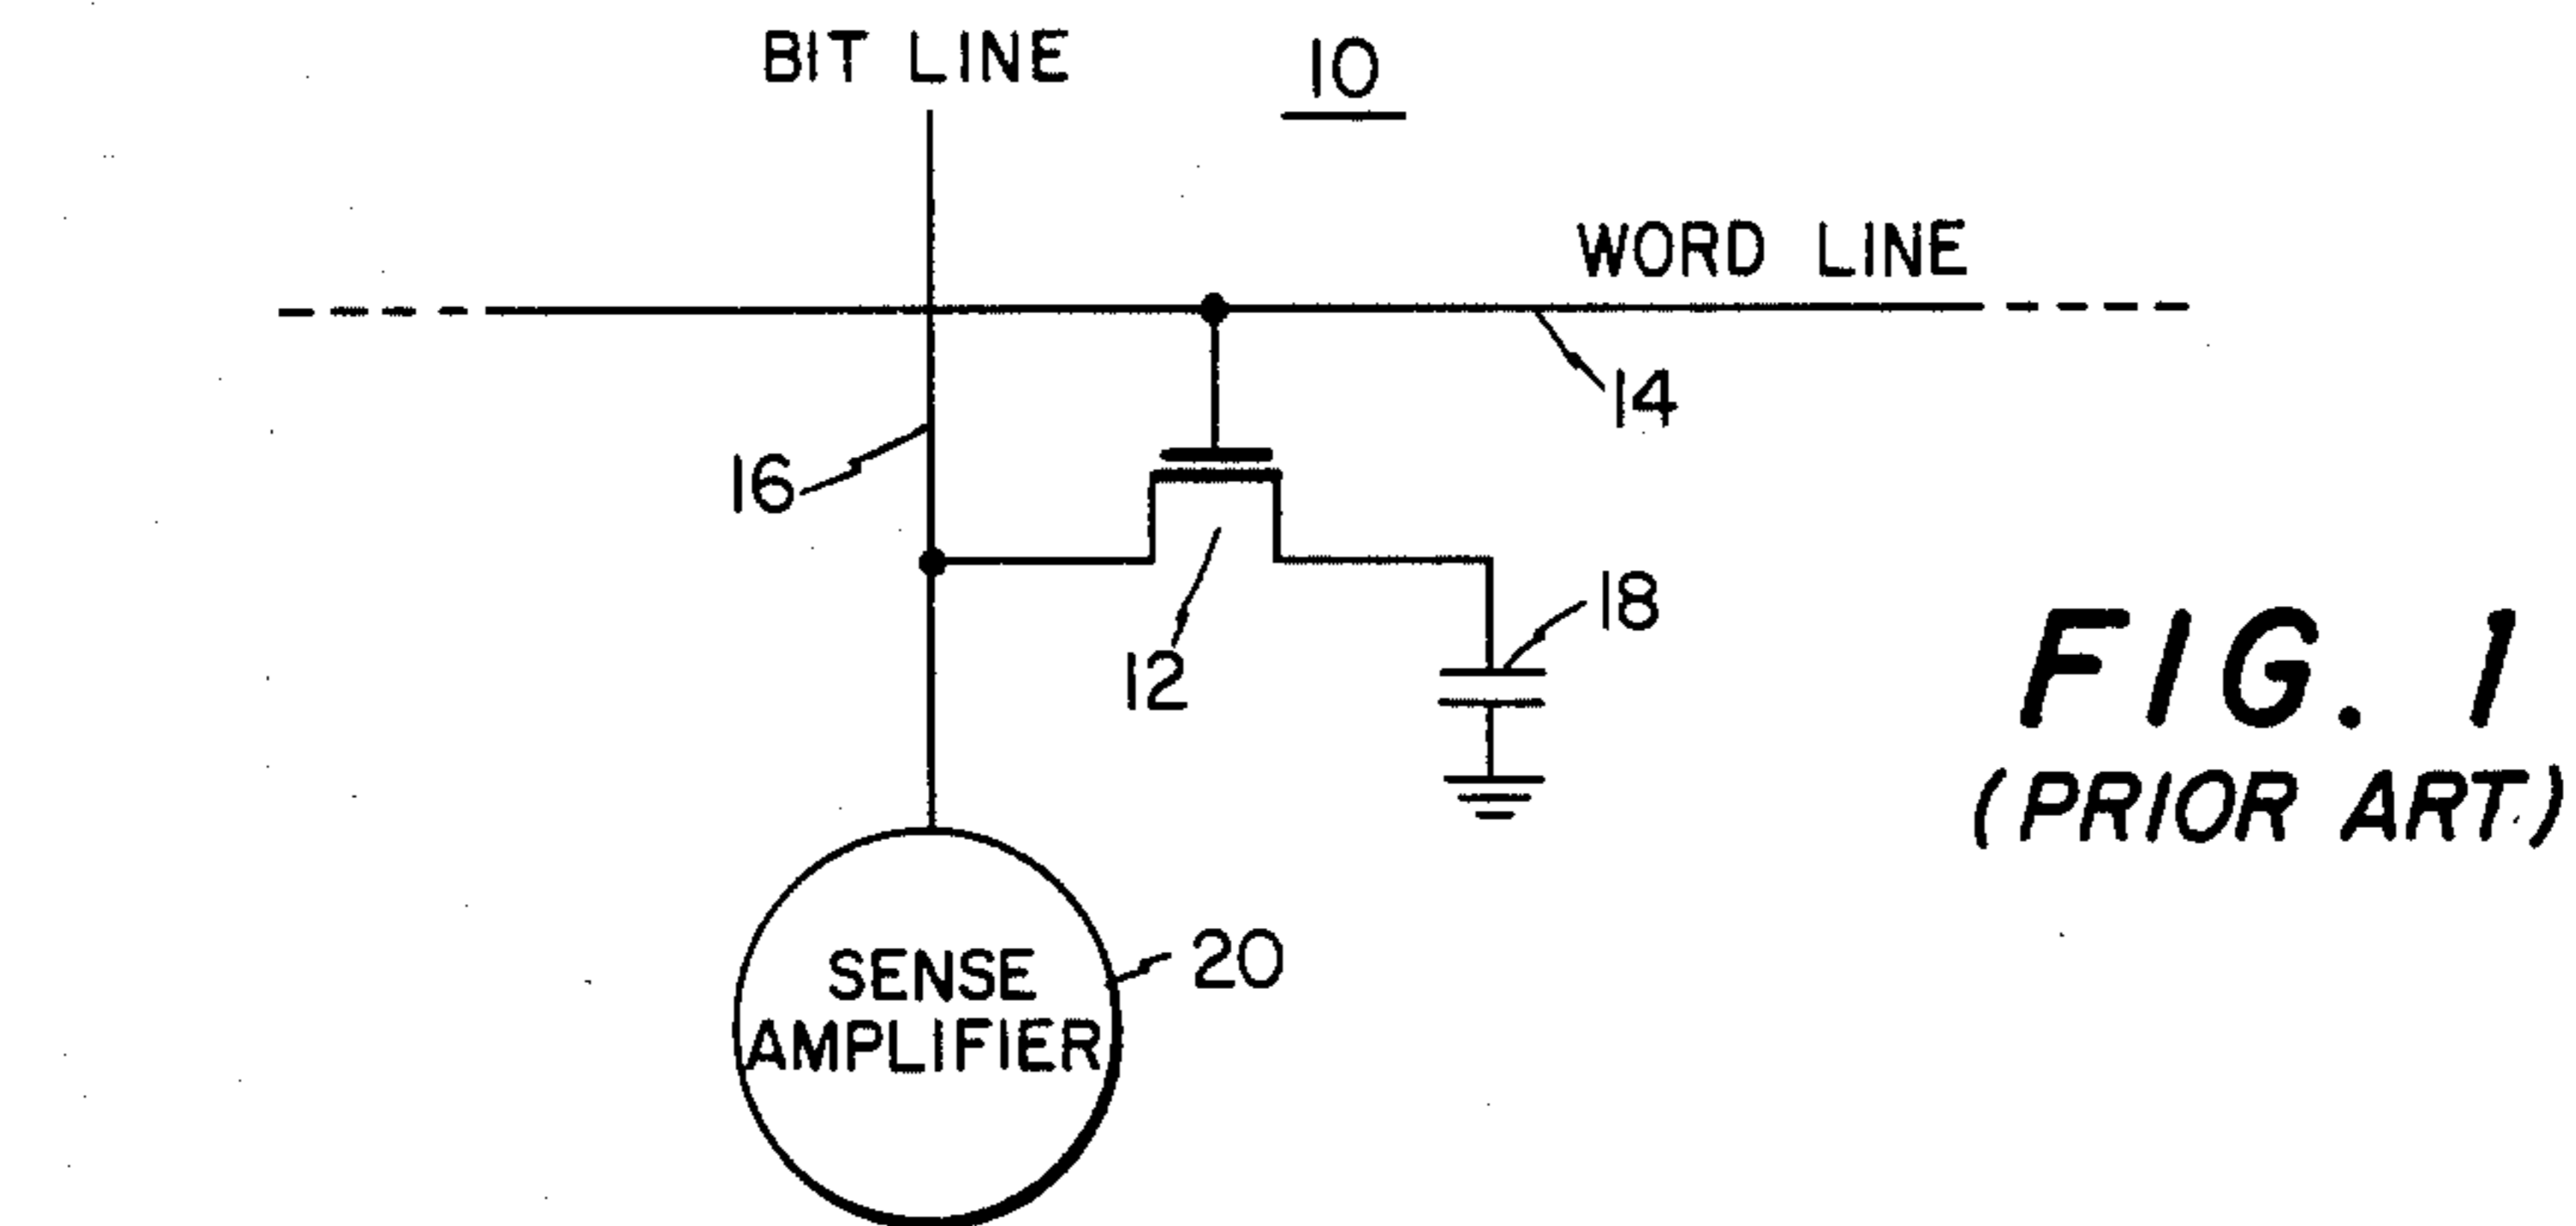 BIT LINE
10
WORD LINE
14
16
12
18
FIG. 1
(PRIOR ART)
20
SENSE
AMPLIFIER